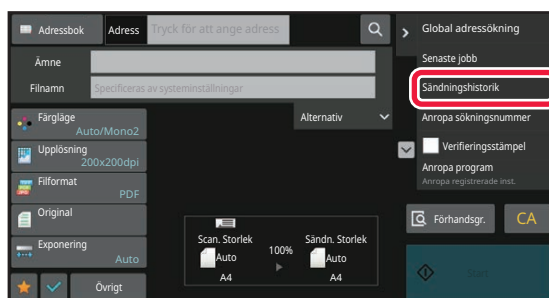 Adressbok
Adress
Tryck för att ange adress
Ämne
Filnamn
Specificeras av systeminställningar
Färgläge
Auto/Mono2
Upplösning
200x200dpi
Filformat
PDF
Original
Exponering
Auto
Övrigt
Alternativ
Scan. Storlek
Auto
A4
100%
Sändn. Storlek
Auto
A4
Global adressökning
Senaste jobb
Sändningshistorik
Anropa sökningsnummer
Verifieringsstämpel
Anropa program
Anropa registrerade inst.
Förhandsgr.
CA
Start